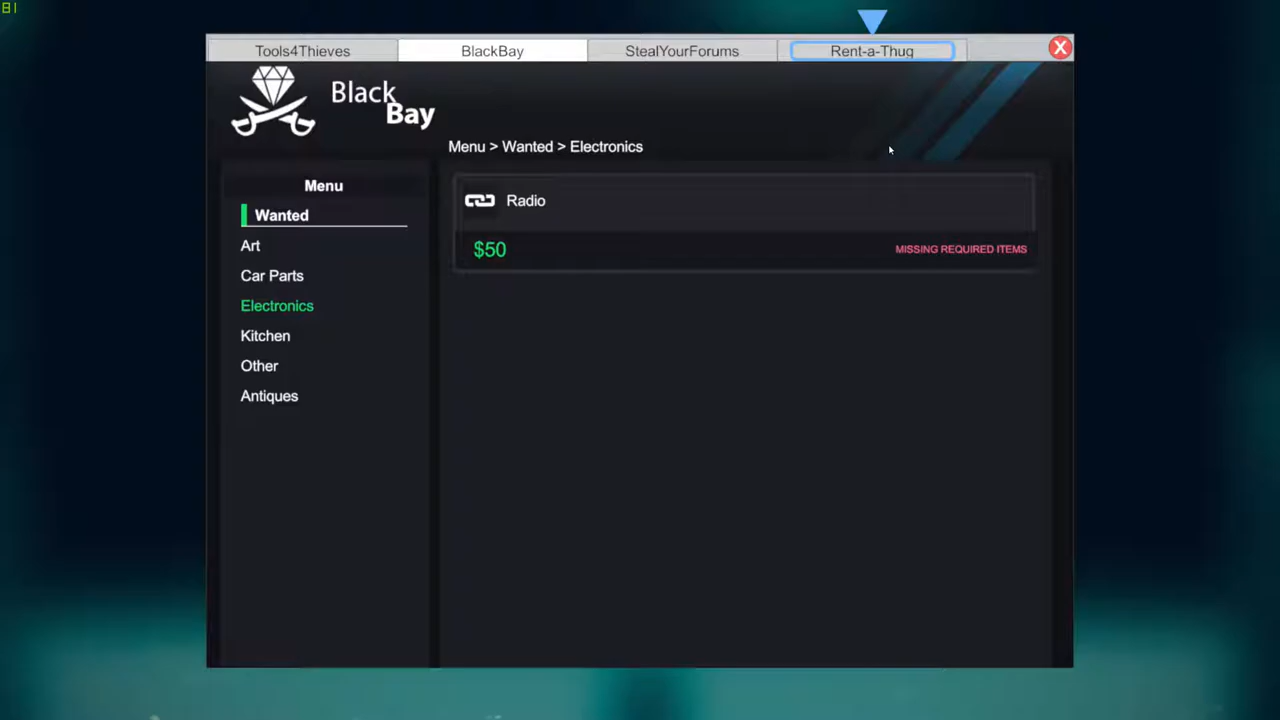 81
Tools4Thieves
BlackBay
StealYourForums
Rent-a-Thug
X
Black
Bay
Menu > Wanted > Electronics
Menu
Wanted
Art
Car Parts
Electronics
Kitchen
Other
Antiques
Radio
$50
MISSING REQUIRED ITEMS